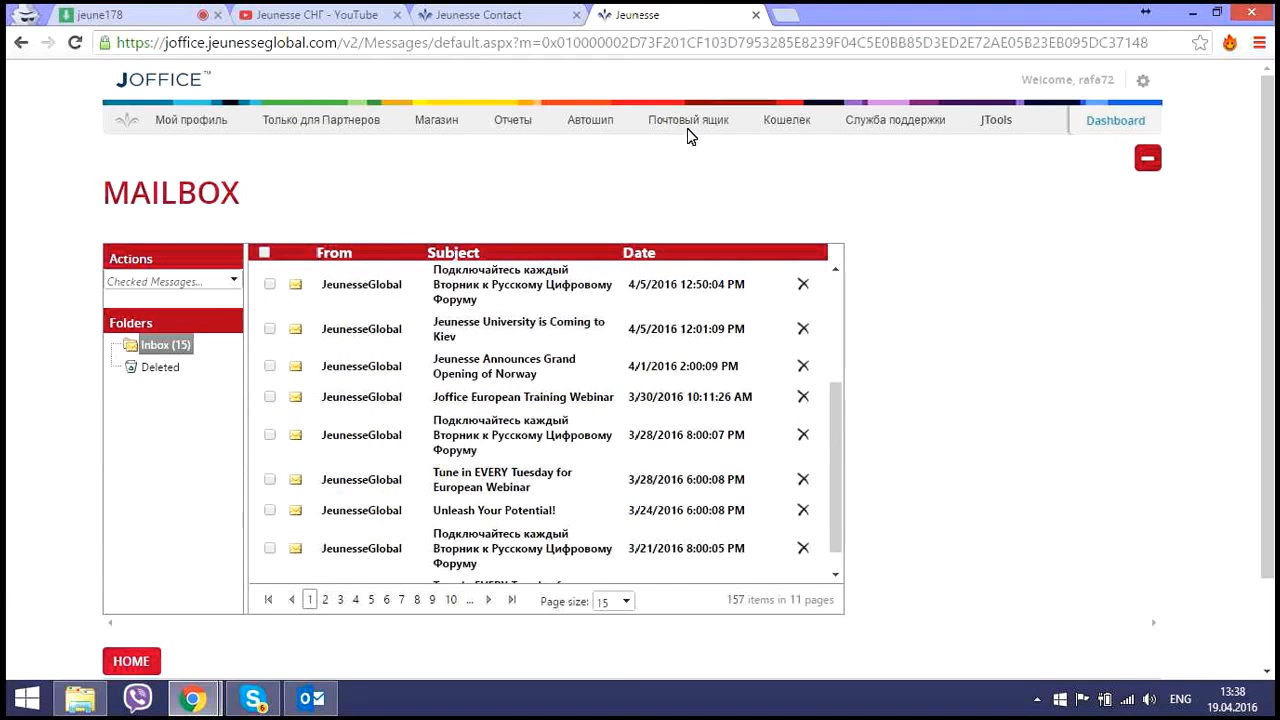 jeune178
Jeunesse СНГ - YouTube
Jeunesse Contact
Jeunesse
https://joffice.jeunesseglobal.com/v2/Messages/default.aspx?m=0x010000002D73F201CF103D7953285E8239F04C5E0BB85D3ED2E72AE05B23EB095DC37148
JOFFICE™
Welcome, rafa72
Мой профиль
Только для Партнеров
Магазин
Отчеты
Автошип
Почтовый ящик
Кошелек
Служба поддержки
JTools
Dashboard
MAILBOX
Actions
Checked Messages...
Folders
Inbox (15)
Deleted
From Subject Date
Подключайтесь каждый
JeunesseGlobal Вторник к Русскому Цифровому 4/5/2016 12:50:04 PM
Форуму
Jeunesse University is Coming to
JeunesseGlobal 4/5/2016 12:01:09 PM
Kiev
Jeunesse Announces Grand
JeunesseGlobal 4/1/2016 2:00:09 PM
Opening of Norway
JeunesseGlobal Joffice European Training Webinar 3/30/2016 10:11:26 AM
Подключайтесь каждый
JeunesseGlobal Вторник к Русскому Цифровому 3/28/2016 8:00:07 PM
Форуму
Tune in EVERY Tuesday for
JeunesseGlobal 3/28/2016 6:00:08 PM
European Webinar
JeunesseGlobal Unleash Your Potential! 3/24/2016 6:00:08 PM
Подключайтесь каждый
JeunesseGlobal Вторник к Русскому Цифровому 3/21/2016 8:00:05 PM
Форуму
1 2 3 4 5 6 7 8 9 10 ... Page size: 15 157 items in 11 pages
HOME
6
ENG
13:38
19.04.2016